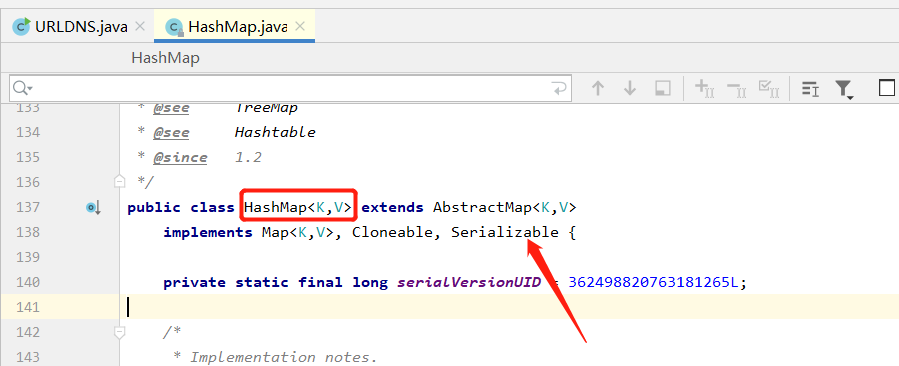 URLDNS.java
HashMap.java
HashMap
133 * @see TreeMap
134 * @see Hashtable
135 * @since 1.2
136 */
137 public class HashMap<K,V> extends AbstractMap<K,V>
138 implements Map<K,V>, Cloneable, Serializable {
139
140 private static final long serialVersionUID = 362498820763181265L;
141
142 /*
143 * Implementation notes.